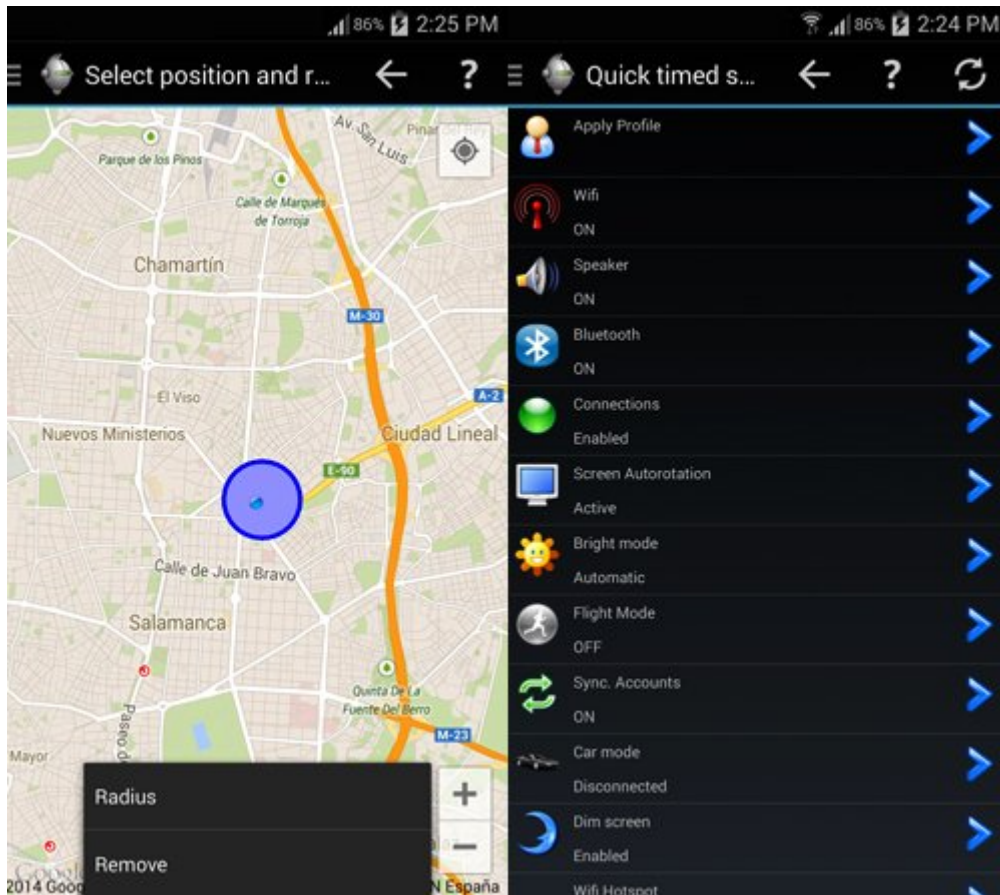 86% 2:25 PM
Select position and r... ?
Av. San Luis
Parque de los Pinos
Calle de Marqués
de Torroja
Chamartín
M-30
El Viso
A-2
Nuevos Ministerios
Ciudad Lineal
E-90
Calle de Juan Bravo
Salamanca
Quinta De La
Fuente Del Berro
Paseo de
M-23
Mayor
Radius
+
Remove
−
España
86% 2:24 PM
Quick timed s... ?
Apply Profile
Wifi
ON
Speaker
ON
Bluetooth
ON
Connections
Enabled
Screen Autorotation
Active
Bright mode
Automatic
Flight Mode
OFF
Sync. Accounts
ON
Car mode
Disconnected
Dim screen
Enabled
Wifi Hotspot